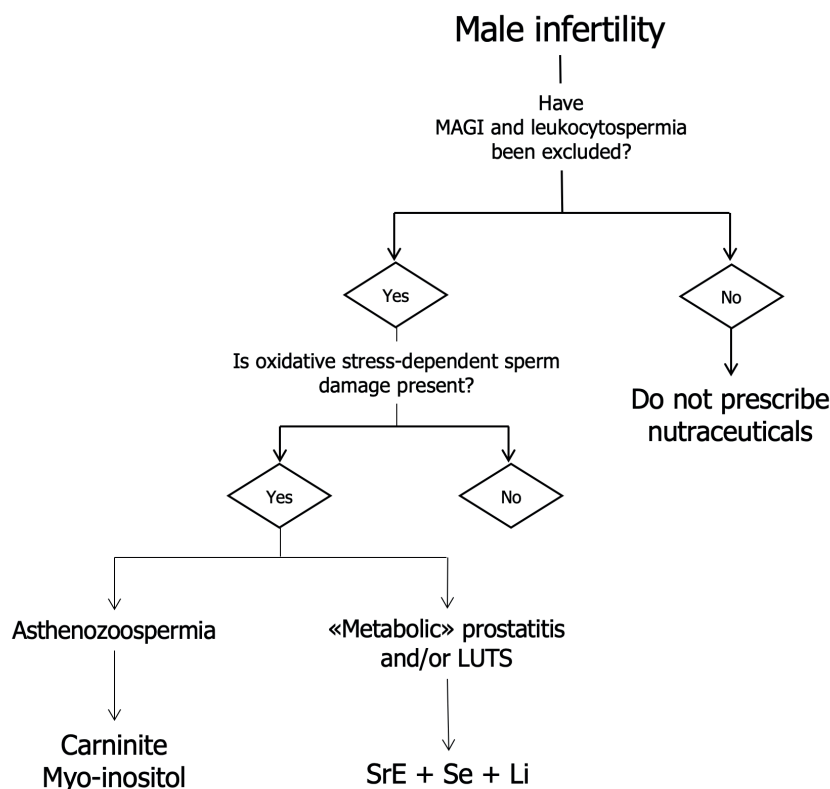 Male infertility
Have
MAGI and leukocytospermia
been excluded?
Yes
No
Is oxidative stress-dependent sperm
damage present?
Do not prescribe
nutraceuticals
Yes
No
Asthenozoospermia
«Metabolic» prostatitis
and/or LUTS
Carninite
Myo-inositol
SrE + Se + Li